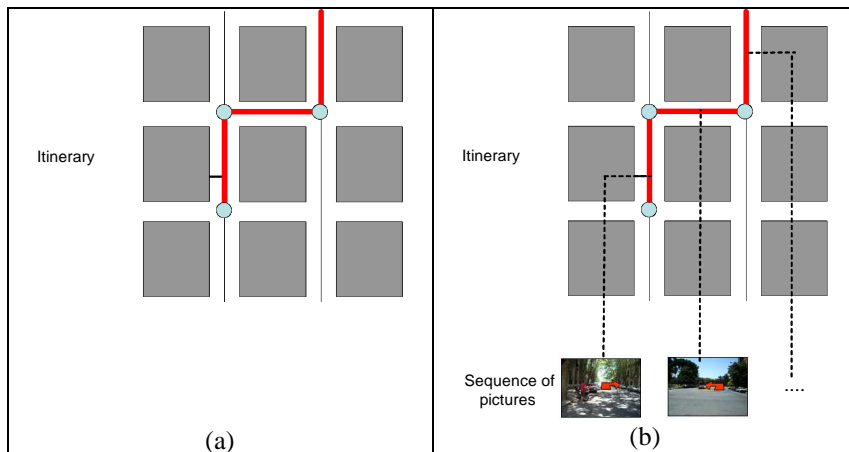 Itinerary
(a)
Itinerary
Sequence of
pictures
....
(b)